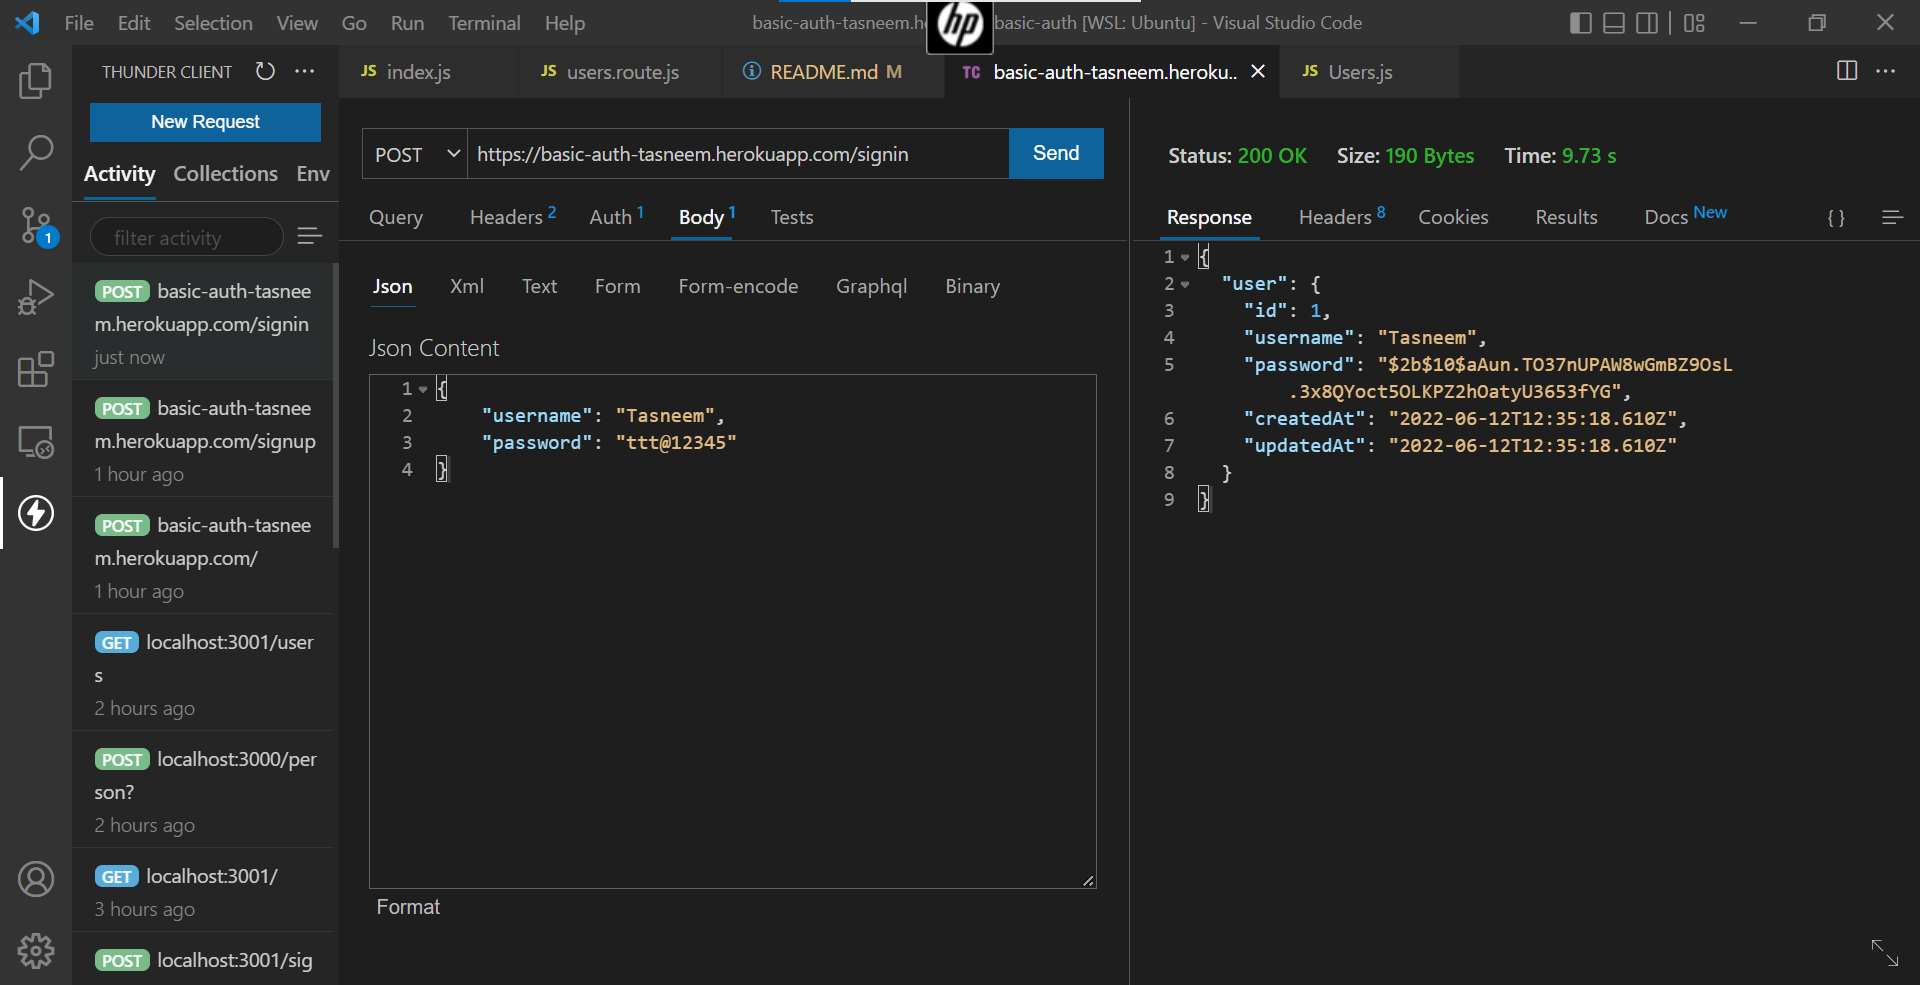 File Edit Selection View Go Run Terminal Help
basic-auth-tasneem.he
hp
basic-auth [WSL: Ubuntu] - Visual Studio Code
THUNDER CLIENT
JS index.js
JS users.route.js
README.md M
TC basic-auth-tasneem.heroku..
JS Users.js
New Request
Activity Collections Env
filter activity
1
POST basic-auth-tasnee
m.herokuapp.com/signin
just now
POST basic-auth-tasnee
m.herokuapp.com/signup
1 hour ago
POST basic-auth-tasnee
m.herokuapp.com/
1 hour ago
GET localhost:3001/user
s
2 hours ago
POST localhost:3000/per
son?
2 hours ago
GET localhost:3001/
3 hours ago
POST localhost:3001/sig
POST https://basic-auth-tasneem.herokuapp.com/signin Send
Query Headers 2 Auth 1 Body 1 Tests
Json Xml Text Form Form-encode Graphql Binary
Json Content
1 {
2 "username": "Tasneem",
3 "password": "ttt@12345"
4 }
Format
Status: 200 OK Size: 190 Bytes Time: 9.73 s
Response Headers 8 Cookies Results Docs New { }
1 {
2 "user": {
3 "id": 1,
4 "username": "Tasneem",
5 "password": "$2b$10$aAun.TO37nUPAW8wGmBZ9OsL
.3x8QYoct5OLKPZ2hOatyU3653fYG",
6 "createdAt": "2022-06-12T12:35:18.610Z",
7 "updatedAt": "2022-06-12T12:35:18.610Z"
8 }
9 }